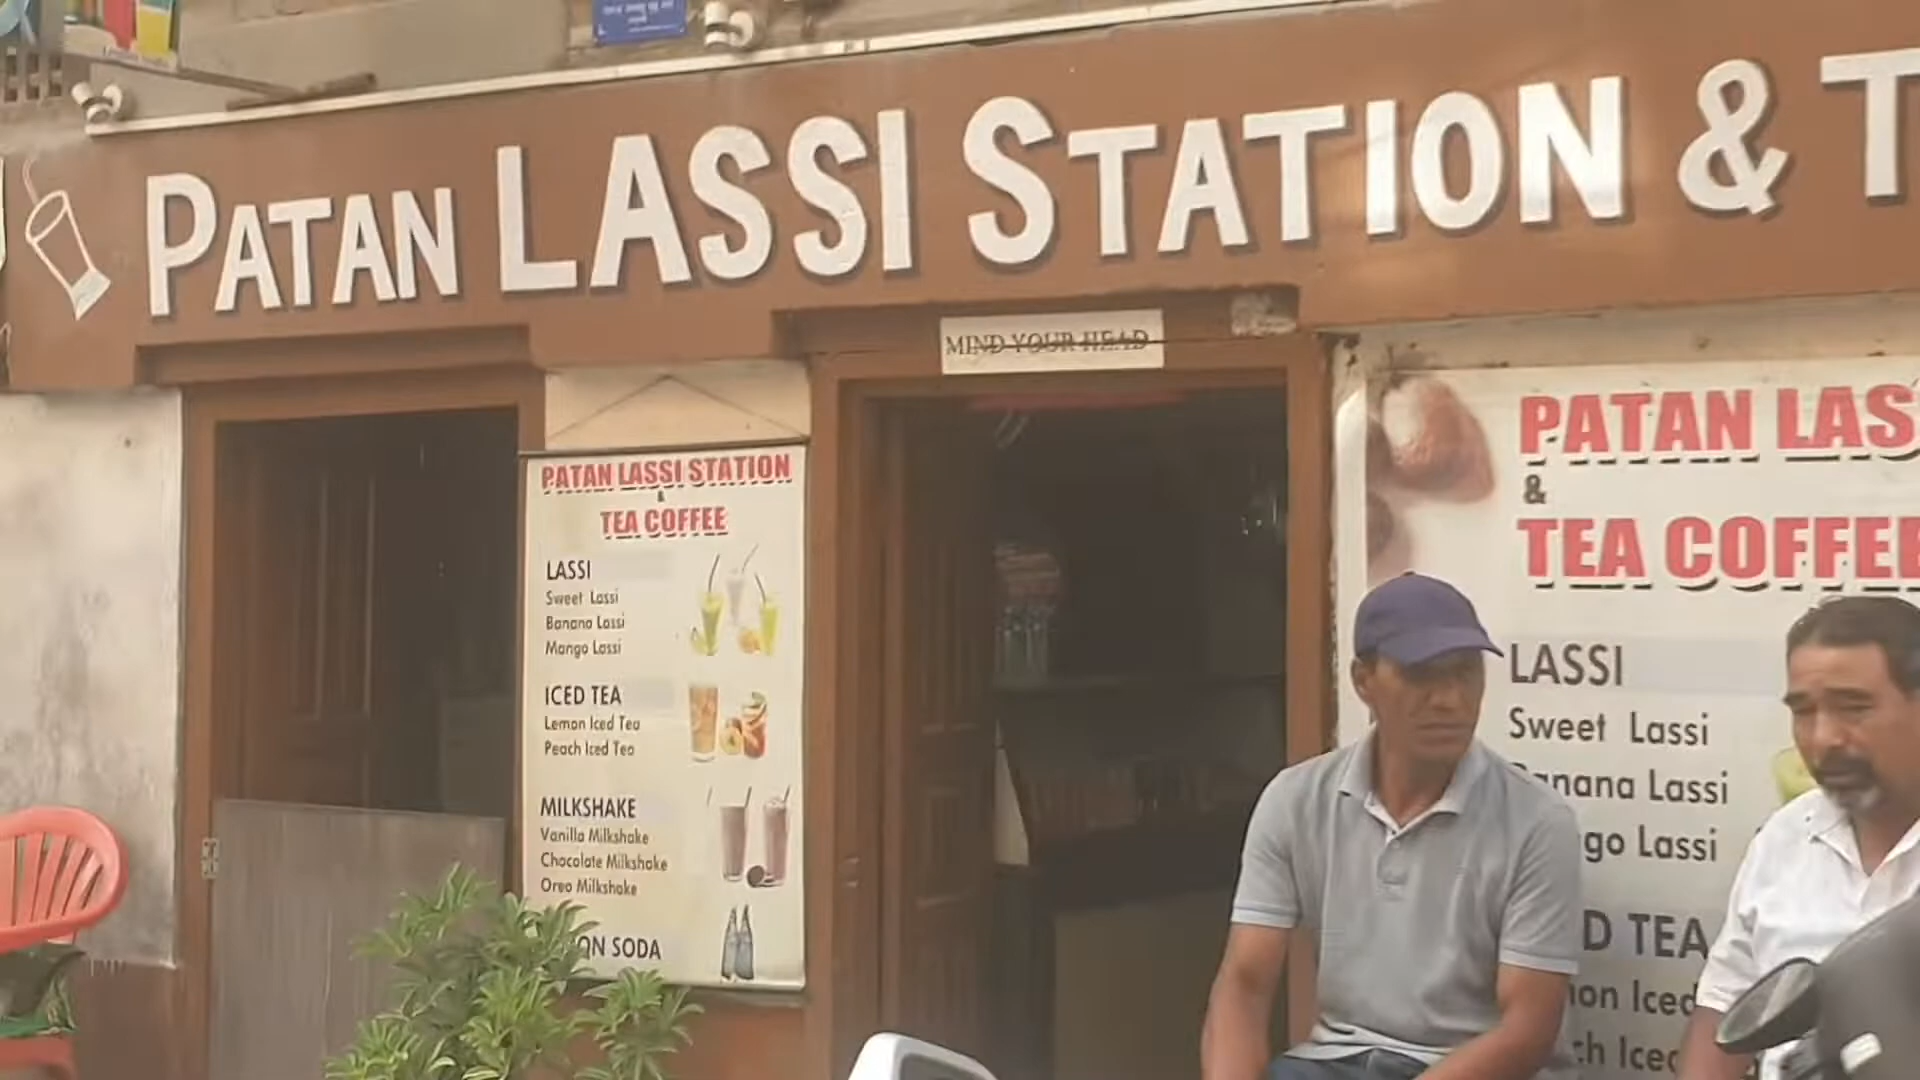 PATAN LASSI STATION & T
MIND YOUR HEAD
PATAN LASSI STATION
&
TEA COFFEE
LASSI
Sweet Lassi
Banana Lassi
Mango Lassi
ICED TEA
Lemon Iced Tea
Peach Iced Tea
MILKSHAKE
Vanilla Milkshake
Chocolate Milkshake
Oreo Milkshake
ON SODA
PATAN LAS
&
TEA COFFEE
LASSI
Sweet Lassi
anana Lassi
go Lassi
D TEA
on Iced
ch Iced